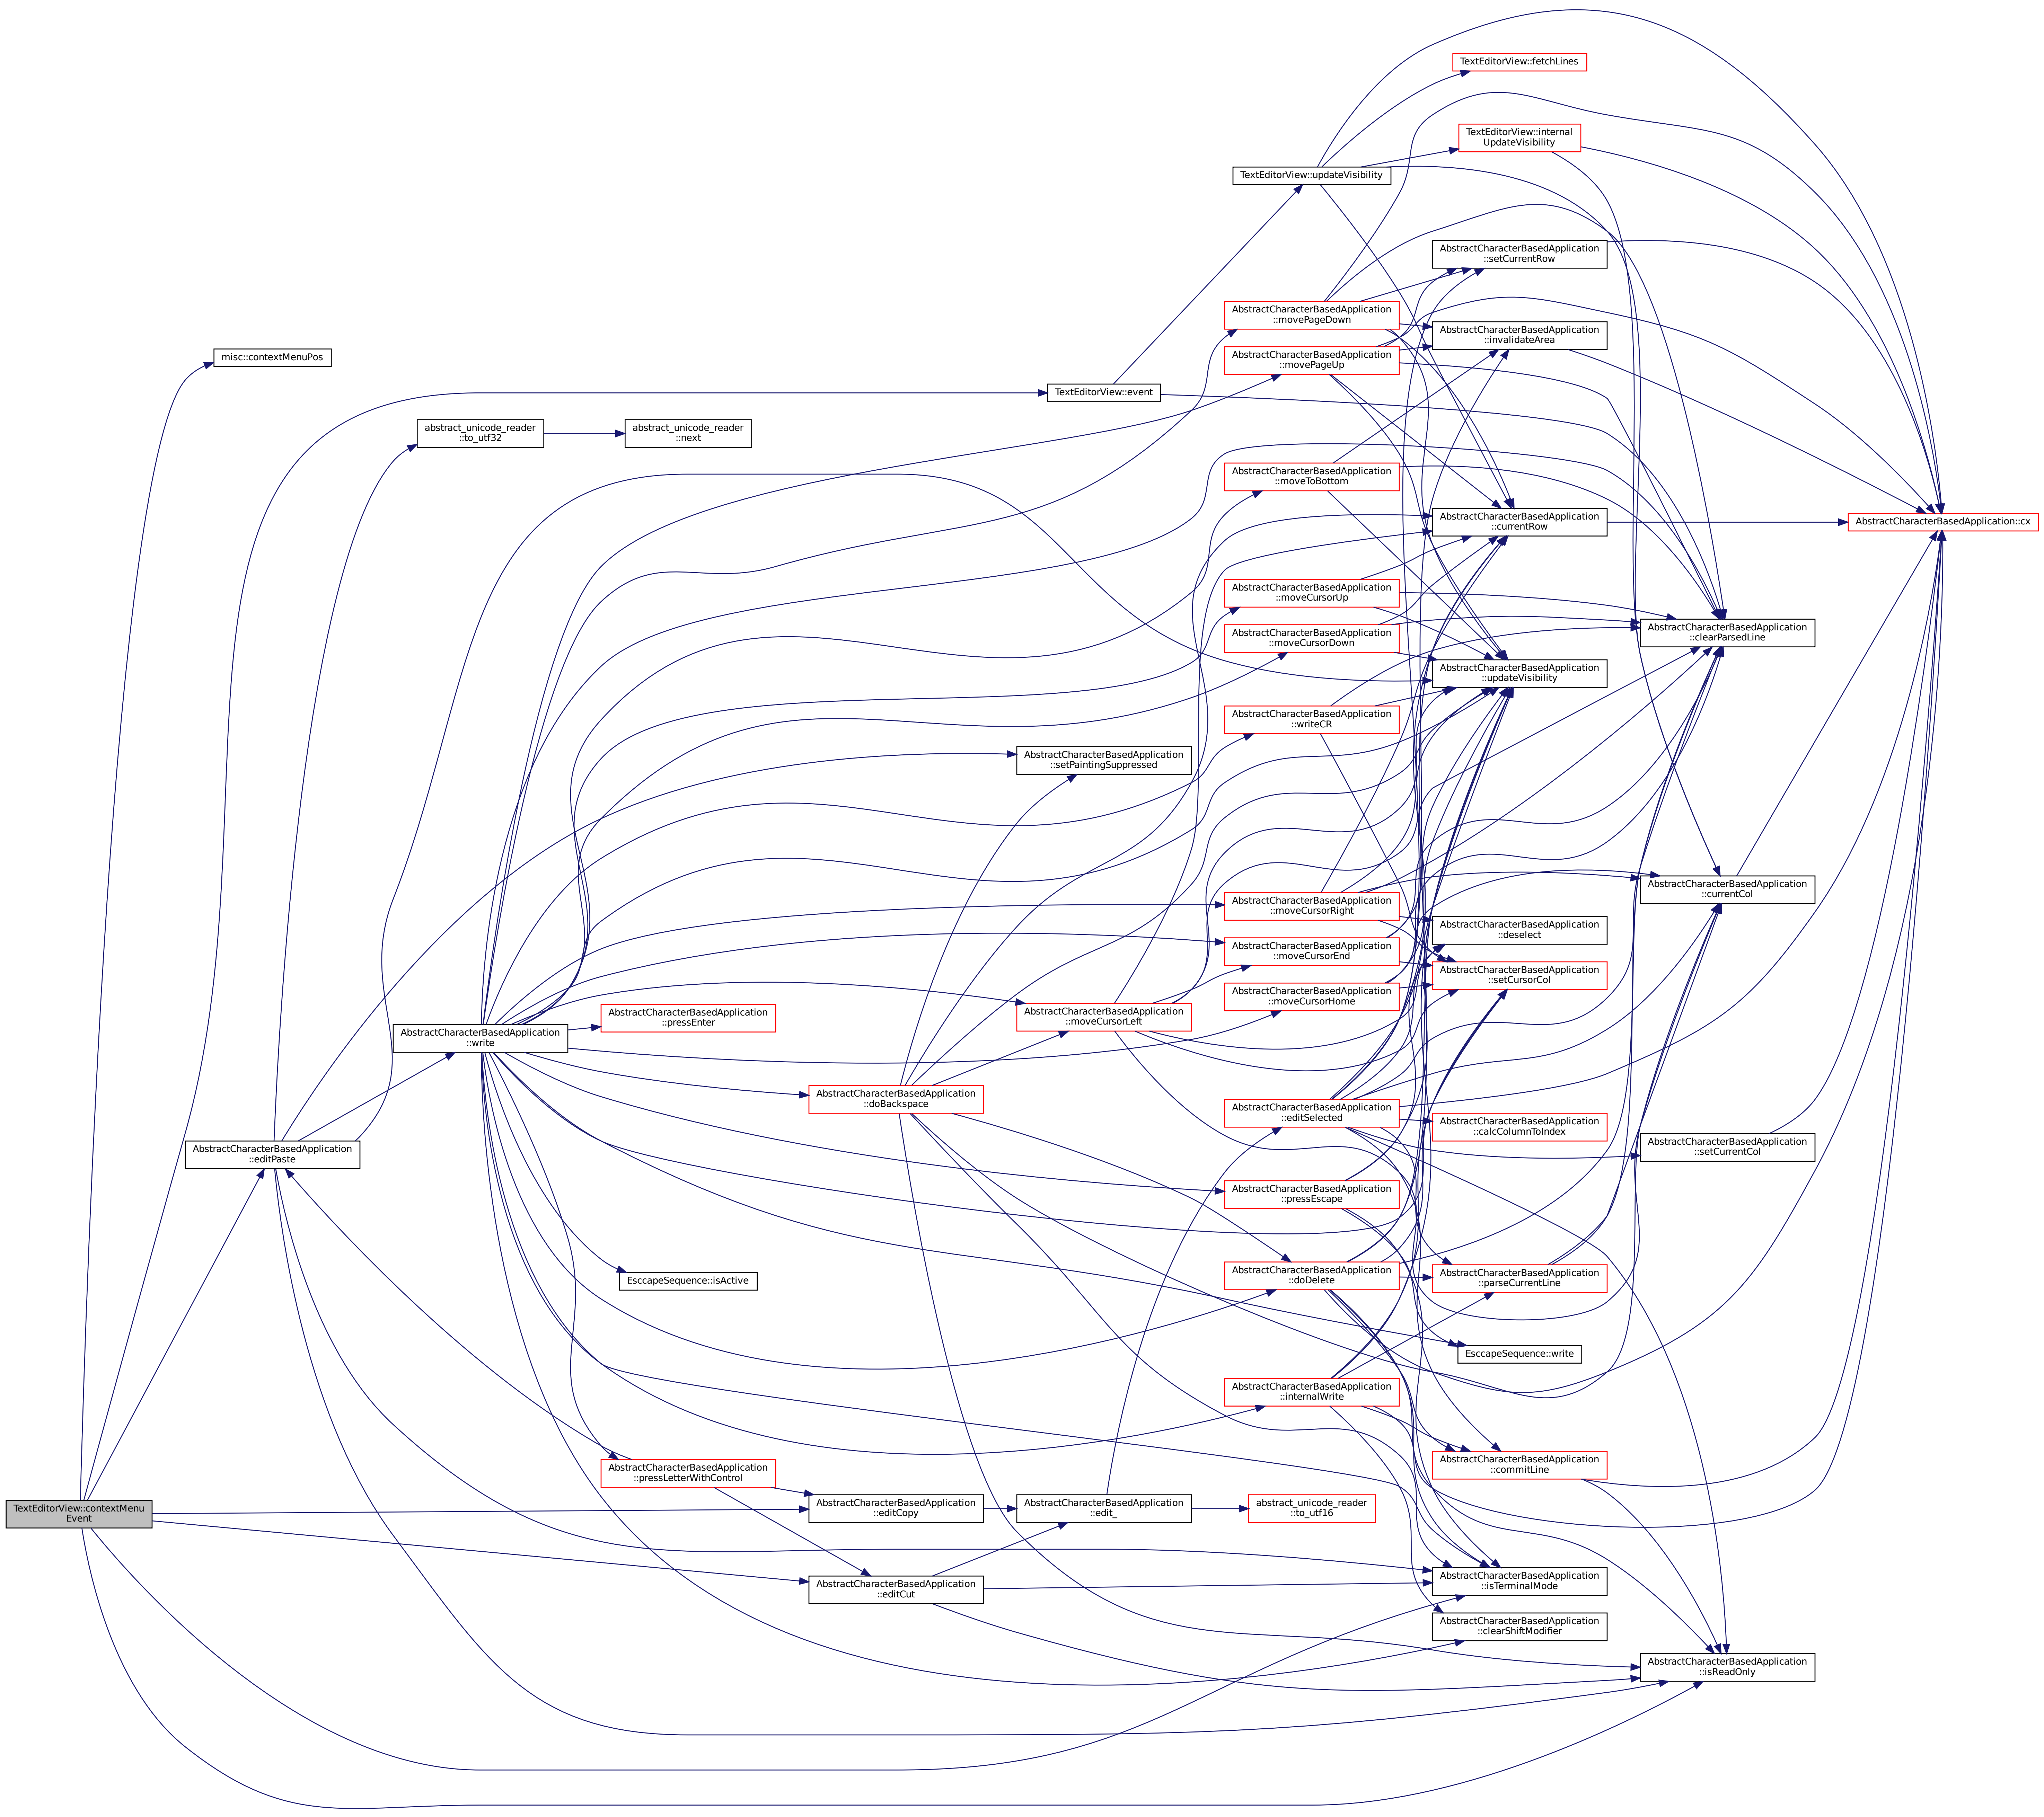 TextEditorView::fetchLines
TextEditorView::internal
UpdateVisibility
TextEditorView::updateVisibility
AbstractCharacterBasedApplication
::setCurrentRow
AbstractCharacterBasedApplication
::movePageDown
AbstractCharacterBasedApplication
::invalidateArea
misc::contextMenuPos
AbstractCharacterBasedApplication
::movePageUp
TextEditorView::event
abstract_unicode_reader
::to_utf32
abstract_unicode_reader
::next
AbstractCharacterBasedApplication
::moveToBottom
AbstractCharacterBasedApplication
::currentRow
AbstractCharacterBasedApplication::cx
AbstractCharacterBasedApplication
::moveCursorUp
AbstractCharacterBasedApplication
::moveCursorDown
AbstractCharacterBasedApplication
::clearParsedLine
AbstractCharacterBasedApplication
::updateVisibility
AbstractCharacterBasedApplication
::writeCR
AbstractCharacterBasedApplication
::setPaintingSuppressed
AbstractCharacterBasedApplication
::currentCol
AbstractCharacterBasedApplication
::moveCursorRight
AbstractCharacterBasedApplication
::deselect
AbstractCharacterBasedApplication
::moveCursorEnd
AbstractCharacterBasedApplication
::setCursorCol
AbstractCharacterBasedApplication
::moveCursorHome
AbstractCharacterBasedApplication
::pressEnter
AbstractCharacterBasedApplication
::moveCursorLeft
AbstractCharacterBasedApplication
::write
AbstractCharacterBasedApplication
::doBackspace
AbstractCharacterBasedApplication
::editSelected
AbstractCharacterBasedApplication
::calcColumnToIndex
AbstractCharacterBasedApplication
::editPaste
AbstractCharacterBasedApplication
::setCurrentCol
AbstractCharacterBasedApplication
::pressEscape
EsccapeSequence::isActive
AbstractCharacterBasedApplication
::doDelete
AbstractCharacterBasedApplication
::parseCurrentLine
EsccapeSequence::write
AbstractCharacterBasedApplication
::internalWrite
AbstractCharacterBasedApplication
::commitLine
AbstractCharacterBasedApplication
::pressLetterWithControl
TextEditorView::contextMenu
Event
AbstractCharacterBasedApplication
::editCopy
AbstractCharacterBasedApplication
::edit_
abstract_unicode_reader
::to_utf16
AbstractCharacterBasedApplication
::editCut
AbstractCharacterBasedApplication
::isTerminalMode
AbstractCharacterBasedApplication
::clearShiftModifier
AbstractCharacterBasedApplication
::isReadOnly